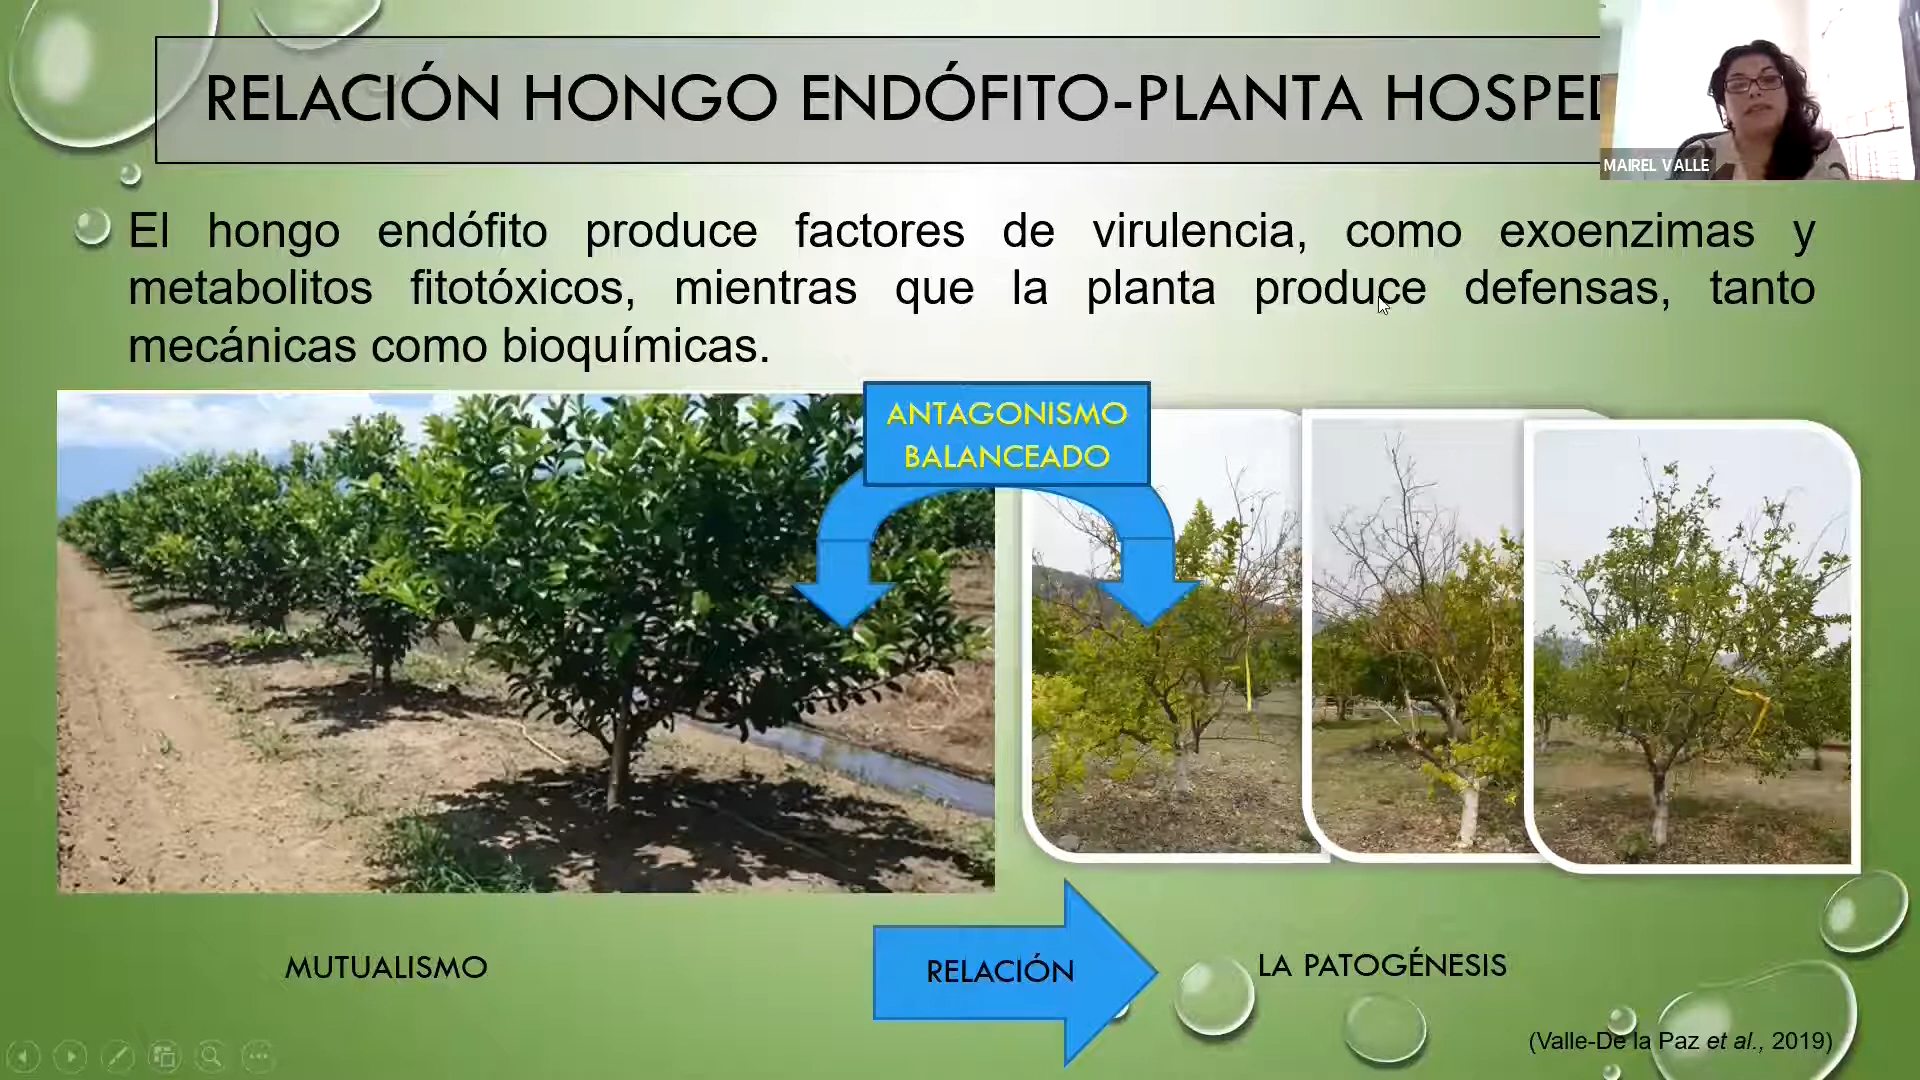 RELACIÓN HONGO ENDÓFITO-PLANTA HOSPED
MAIREL VALLE
El hongo endófito produce factores de virulencia, como exoenzimas y
metabolitos fitotóxicos, mientras que la planta produce defensas, tanto
mecánicas como bioquímicas.
ANTAGONISMO
BALANCEADO
MUTUALISMO
RELACIÓN
LA PATOGÉNESIS
(Valle-De la Paz et al., 2019)